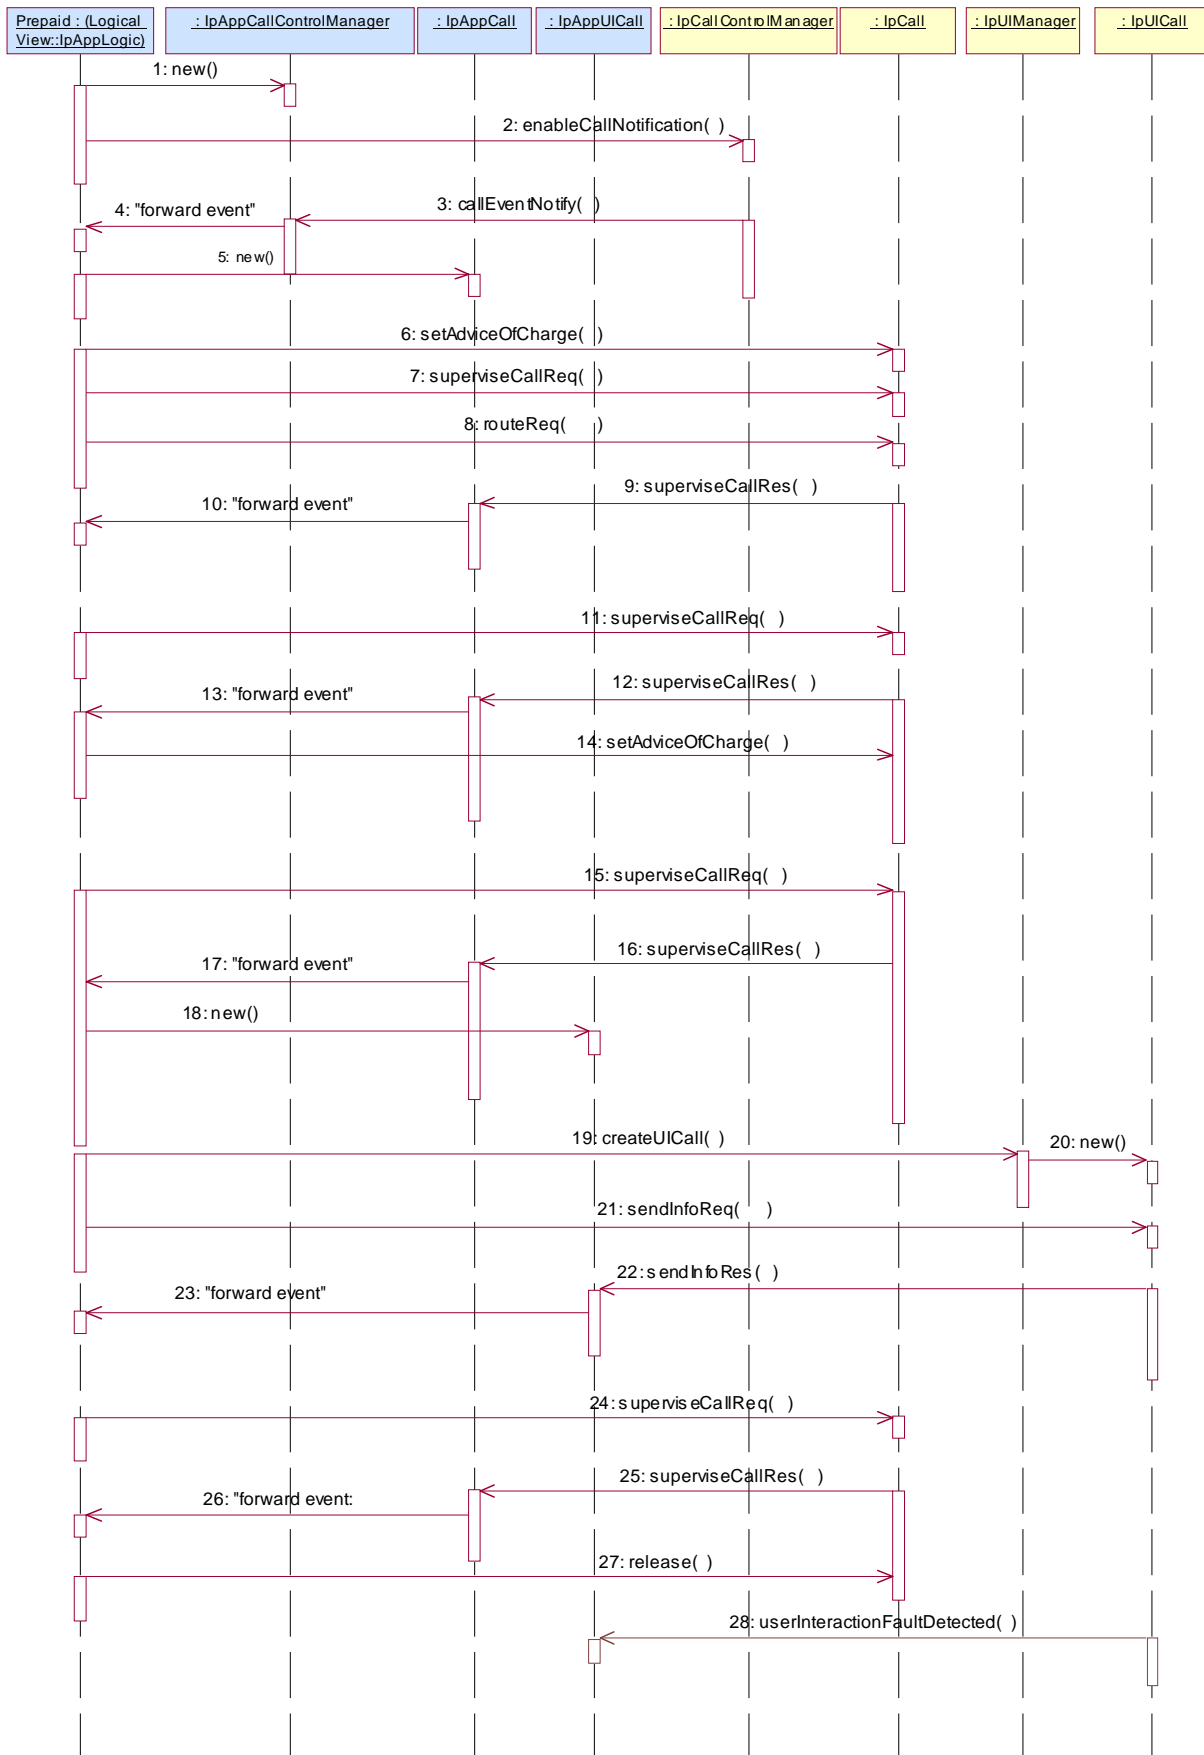 Prepaid : (Logical
View::IpAppLogic)
: IpAppCallControlManager
: IpAppCall
: IpAppUICall
: IpCallControlManager
: IpCall
: IpUIManager
: IpUICall
1: new()
2: enableCallNotification( )
3: callEventNotify( )
4: "forward event"
5: new()
6: setAdviceOfCharge( )
7: superviseCallReq( )
8: routeReq( )
9: superviseCallRes( )
10: "forward event"
11: superviseCallReq( )
12: superviseCallRes( )
13: "forward event"
14: setAdviceOfCharge( )
15: superviseCallReq( )
16: superviseCallRes( )
17: "forward event"
18: new()
19: createUICall( )
20: new()
21: sendInfoReq( )
22: sendInfoRes( )
23: "forward event"
24: superviseCallReq( )
25: superviseCallRes( )
26: "forward event:
27: release( )
28: userInteractionFaultDetected( )